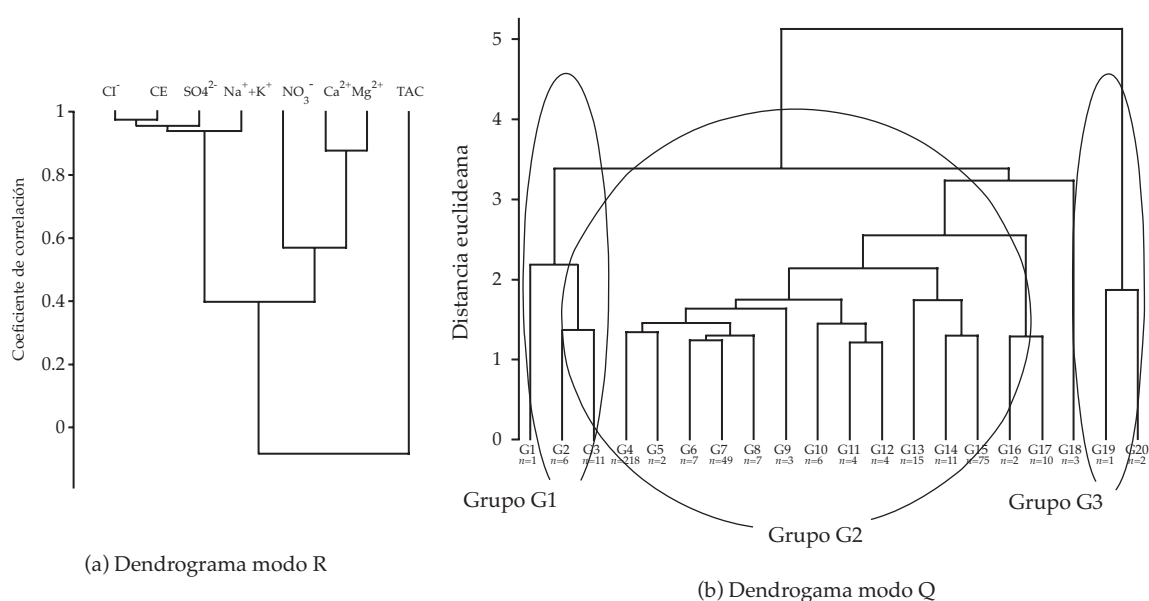 Cl⁻ CE SO4²⁻ Na⁺+K⁺ NO₃⁻ Ca²⁺Mg²⁺ TAC
Coeficiente de correlación
1
0.8
0.6
0.4
0.2
0
(a) Dendrograma modo R
Distancia euclideana
5
4
3
2
1
0
G1 G2 G3 G4 G5 G6 G7 G8 G9 G10 G11 G12 G13 G14 G15 G16 G17 G18 G19 G20
n=1 n=6 n=11 n=218 n=2 n=7 n=49 n=7 n=3 n=6 n=4 n=4 n=15 n=11 n=75 n=2 n=10 n=3 n=1 n=2
Grupo G1
Grupo G2
Grupo G3
(b) Dendrogama modo Q